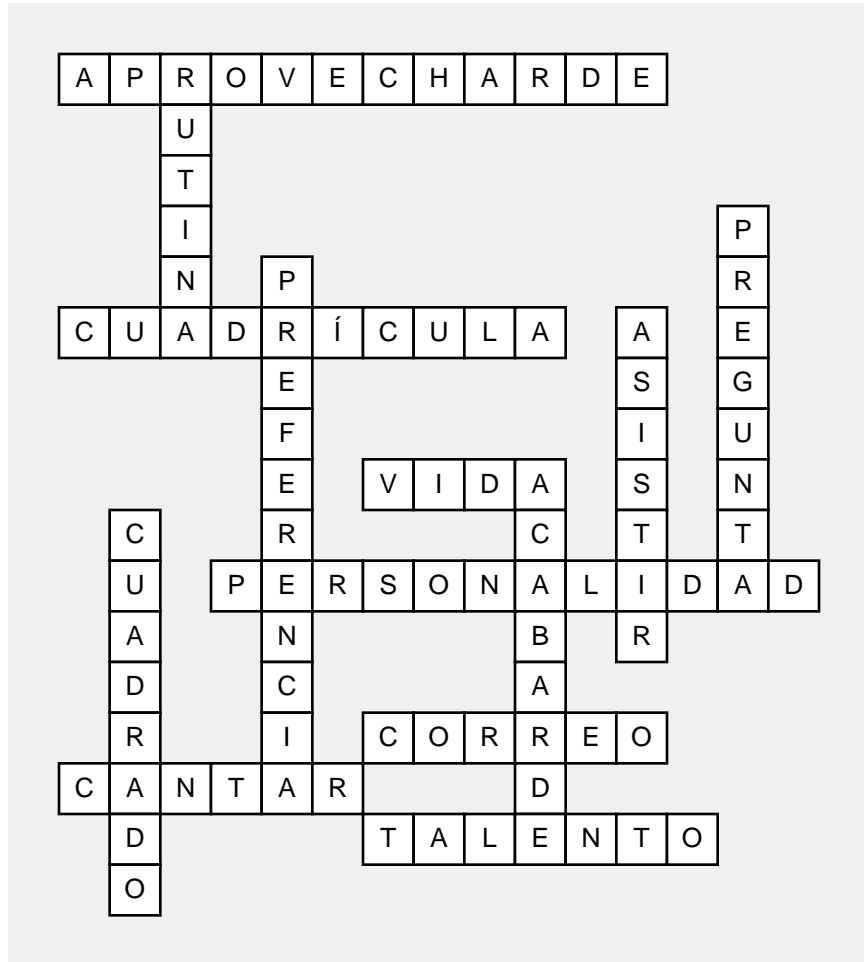 APROVECHARDE
RUTINA
PREGUNTA
PREFERENCIA
CUADRÍCULA
ASISTIR
VIDA
ACABARDE
CUADRADO
PERSONALIDAD
CORREO
CANTAR
TALENTO